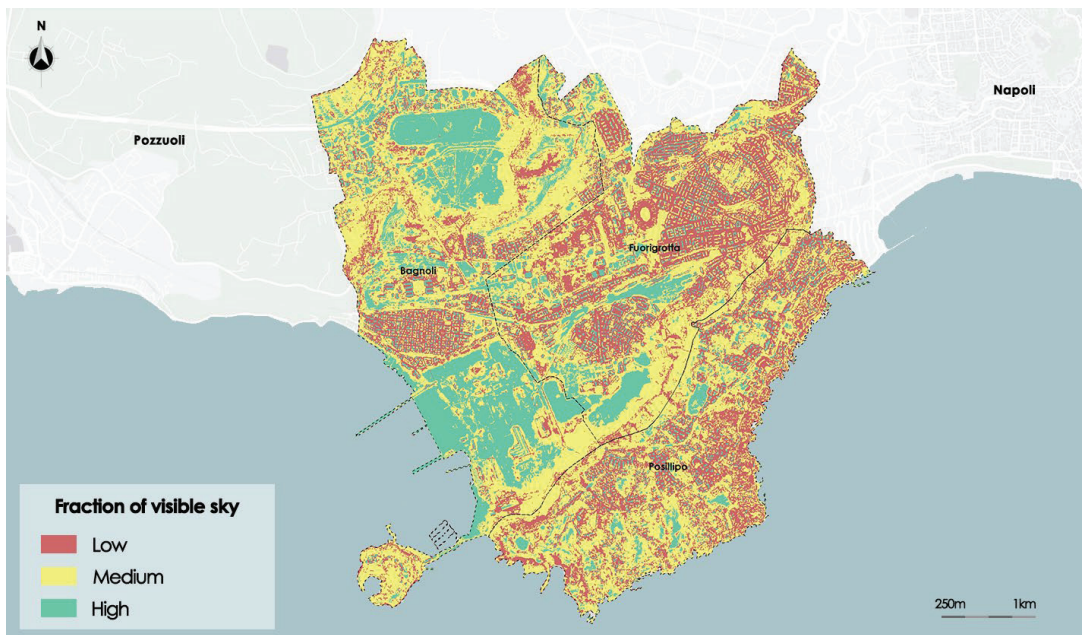 N
Napoli
Pozzuoli
Fuorigrotta
Bagnoli
Posillipo
Fraction of visible sky
Low
Medium
High
250m 1km